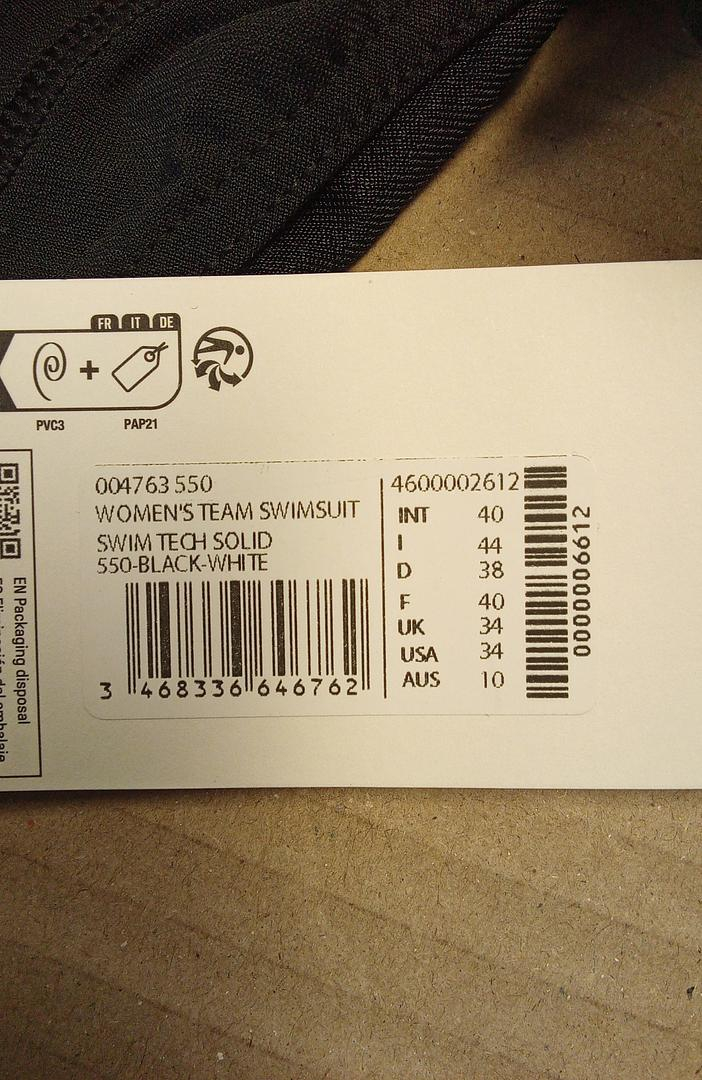 FR IT DE
+
PVC3 PAP21
004763 550
WOMEN'S TEAM SWIMSUIT
SWIM TECH SOLID
550-BLACK-WHITE
3 468336 646762
4600002612
INT 40
I 44
D 38
F 40
UK 34
USA 34
AUS 10
0000006612
EN Packaging disposal